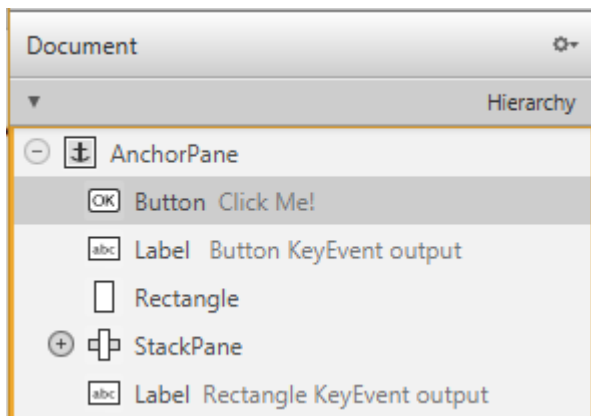 Document
Hierarchy
AnchorPane
OK Button Click Me!
abc Label Button KeyEvent output
Rectangle
StackPane
abc Label Rectangle KeyEvent output